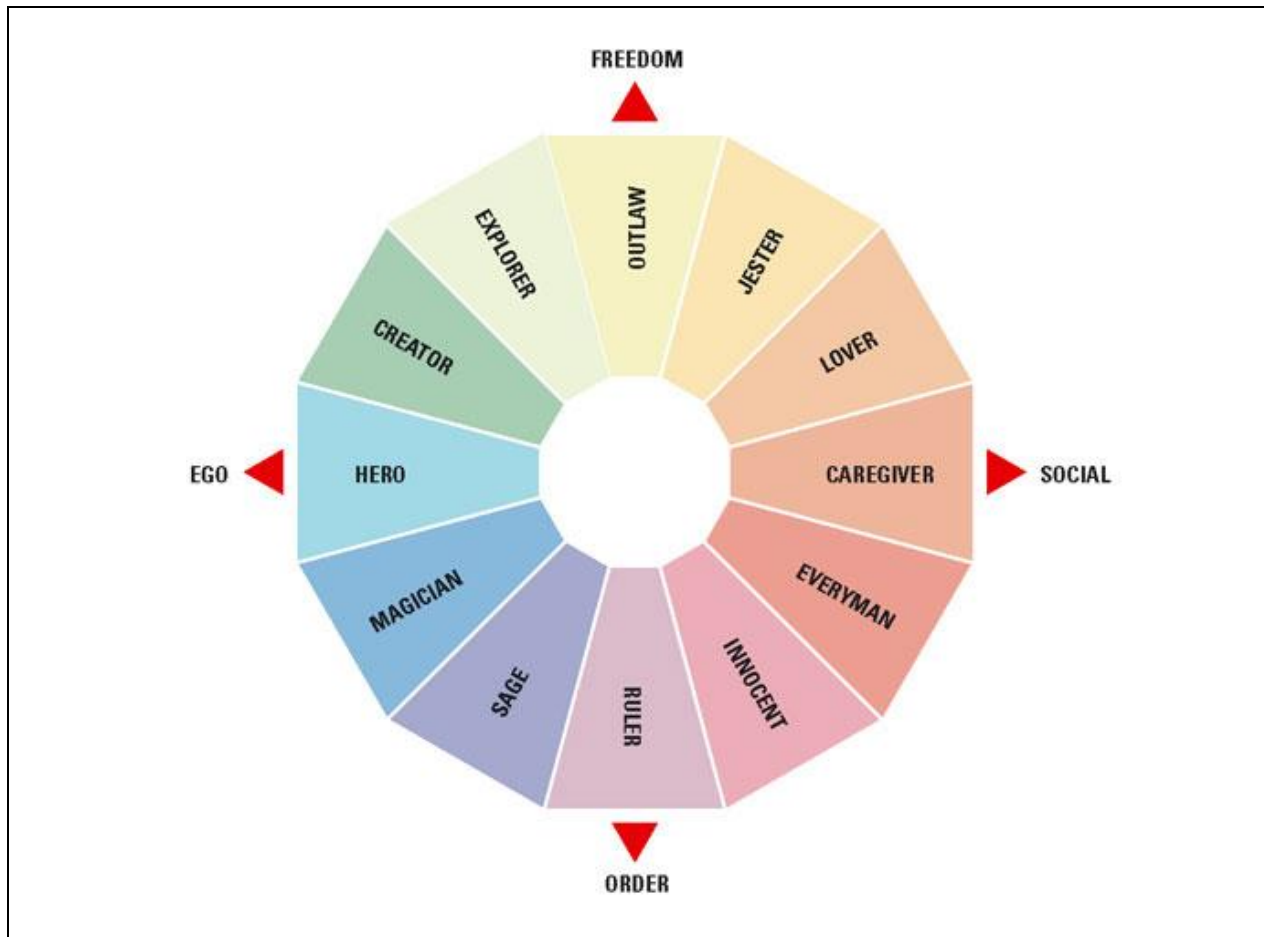 FREEDOM
OUTLAW
EXPLORER
JESTER
CREATOR
LOVER
EGO
HERO
CAREGIVER
SOCIAL
MAGICIAN
EVERYMAN
SAGE
RULER
INNOCENT
ORDER